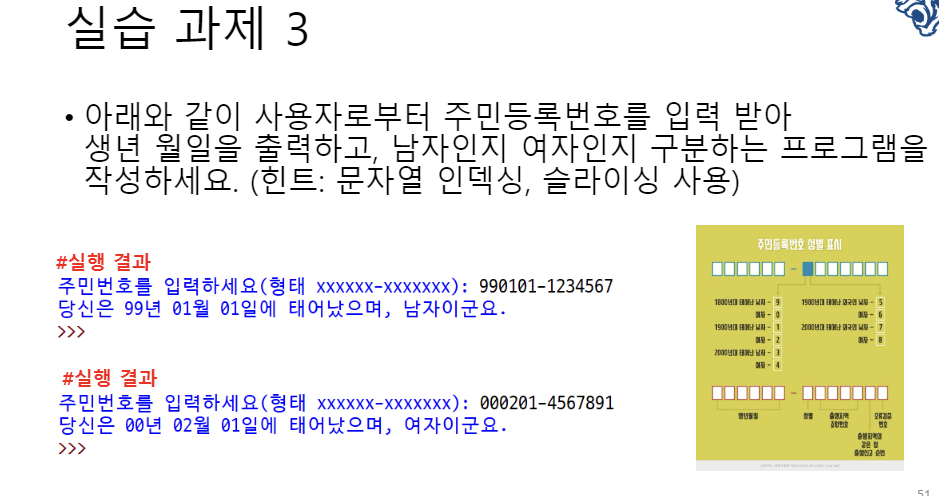 실습 과제 3
• 아래와 같이 사용자로부터 주민등록번호를 입력 받아
생년 월일을 출력하고, 남자인지 여자인지 구분하는 프로그램을
작성하세요. (힌트: 문자열 인덱싱, 슬라이싱 사용)
#실행 결과
주민번호를 입력하세요(형태 xxxxxx-xxxxxxx): 990101-1234567
당신은 99년 01월 01일에 태어났으며, 남자이군요.
>>>
#실행 결과
주민번호를 입력하세요(형태 xxxxxx-xxxxxxx): 000201-4567891
당신은 00년 02월 01일에 태어났으며, 여자이군요.
>>>
주민등록번호 성별 표시
1800년대 태어난 남자 - 9
여자 - 0
1900년대 태어난 남자 - 1
여자 - 2
2000년대 태어난 남자 - 3
여자 - 4
1900년대 태어난 외국인 남자 - 5
여자 - 6
2000년대 태어난 외국인 남자 - 7
여자 - 8
생년월일
성별
출생지역
조합번호
출생지역의
같은 성
출생신고 순번
오류검증
번호
51